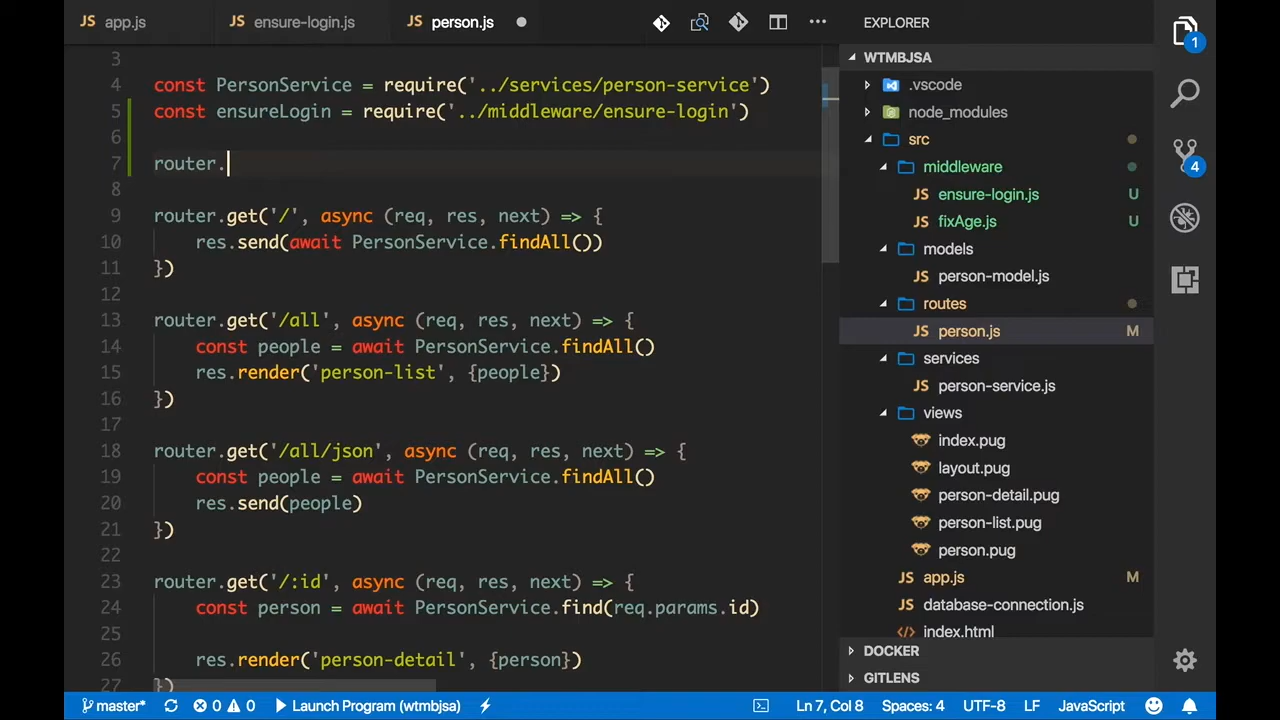 JS app.js
JS ensure-login.js
JS person.js
EXPLORER
1
3
4 const PersonService = require('../services/person-service')
5 const ensureLogin = require('../middleware/ensure-login')
6
7 router.
8
9 router.get('/', async (req, res, next) => {
10 res.send(await PersonService.findAll())
11 })
12
13 router.get('/all', async (req, res, next) => {
14 const people = await PersonService.findAll()
15 res.render('person-list', {people})
16 })
17
18 router.get('/all/json', async (req, res, next) => {
19 const people = await PersonService.findAll()
20 res.send(people)
21 })
22
23 router.get('/:id', async (req, res, next) => {
24 const person = await PersonService.find(req.params.id)
25
26 res.render('person-detail', {person})
27 })
WTMBJSA
.vscode
node_modules
src
middleware
JS ensure-login.js U
JS fixAge.js U
models
JS person-model.js
routes
JS person.js M
services
JS person-service.js
views
index.pug
layout.pug
person-detail.pug
person-list.pug
person.pug
JS app.js M
JS database-connection.js
</> index.html
DOCKER
GITLENS
4
master* 0 0 Launch Program (wtmbjsa) Ln 7, Col 8 Spaces: 4 UTF-8 LF JavaScript